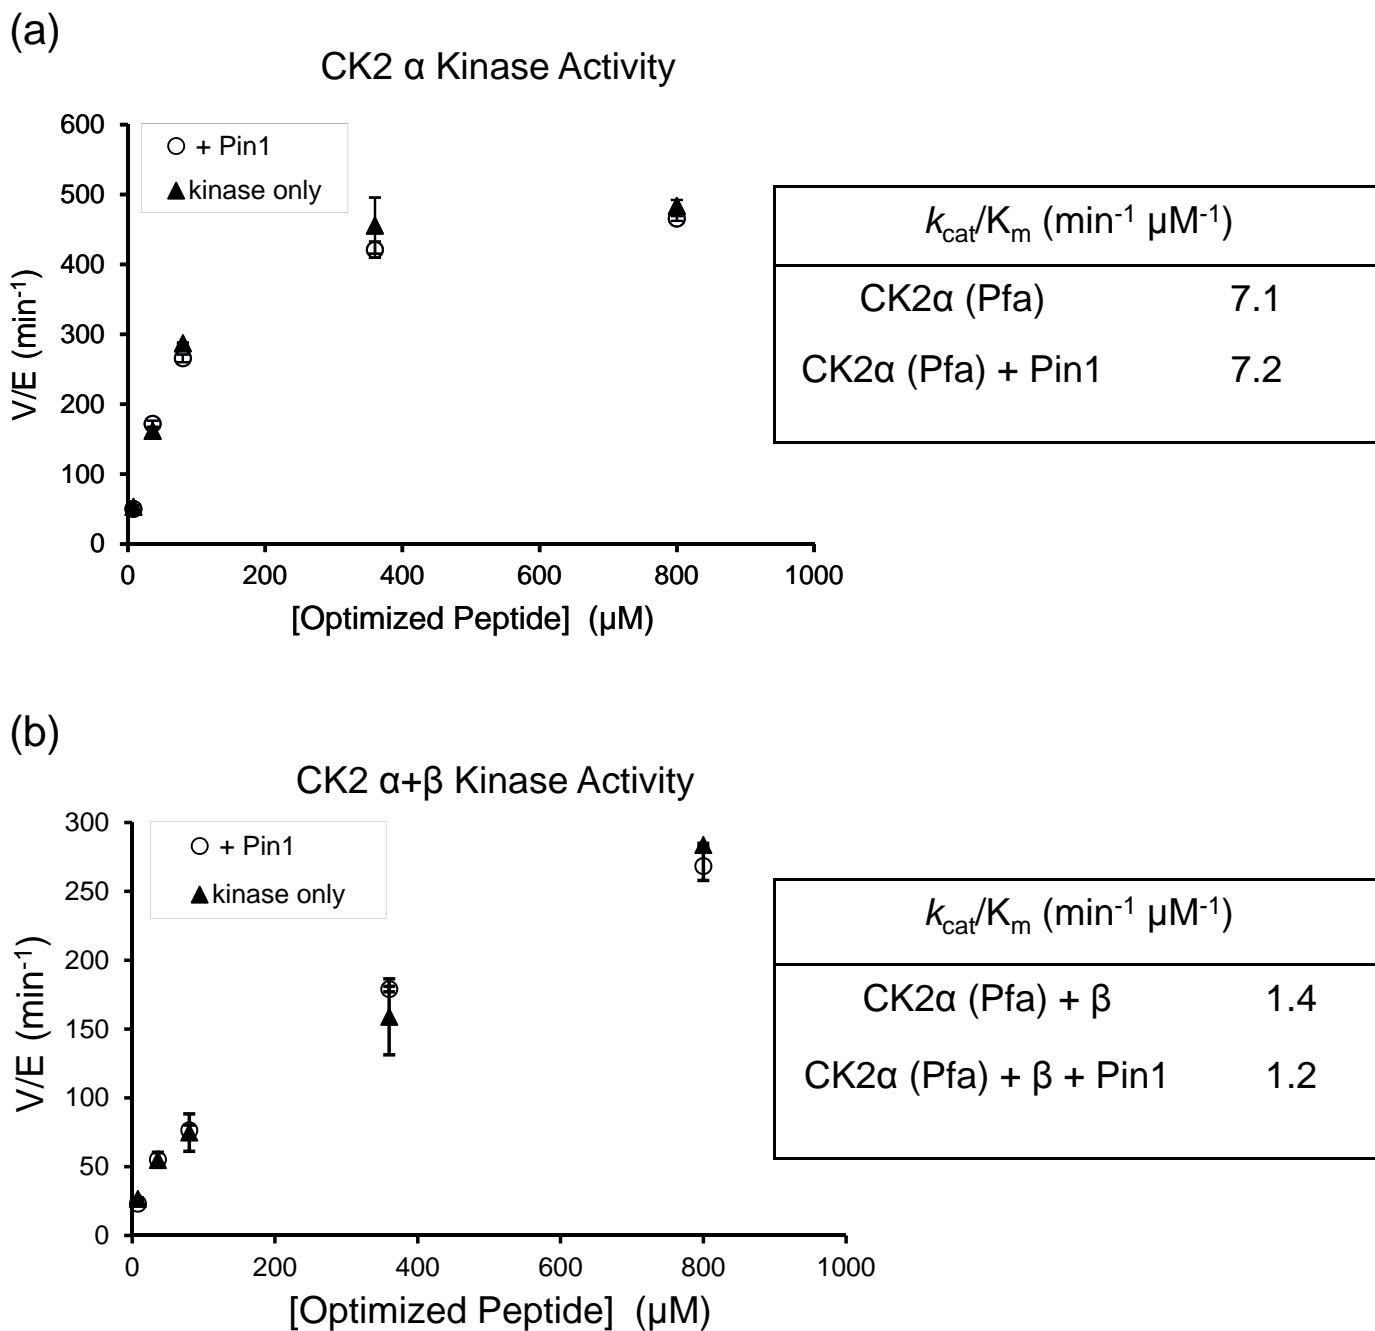 (a)
CK2 α Kinase Activity
600
500
400
300
200
100
0
V/E (min-1)
+ Pin1
kinase only
0 200 400 600 800 1000
[Optimized Peptide] (µM)
kcat/Km (min-1 µM-1)
CK2α (Pfa) 7.1
CK2α (Pfa) + Pin1 7.2
(b)
CK2 α+β Kinase Activity
300
250
200
150
100
50
0
V/E (min-1)
+ Pin1
kinase only
0 200 400 600 800 1000
[Optimized Peptide] (µM)
kcat/Km (min-1 µM-1)
CK2α (Pfa) + β 1.4
CK2α (Pfa) + β + Pin1 1.2